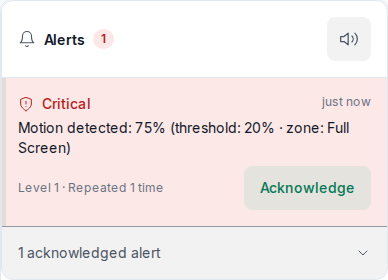 Alerts 1
Critical just now
Motion detected: 75% (threshold: 20% · zone: Full
Screen)
Level 1 · Repeated 1 time Acknowledge
1 acknowledged alert